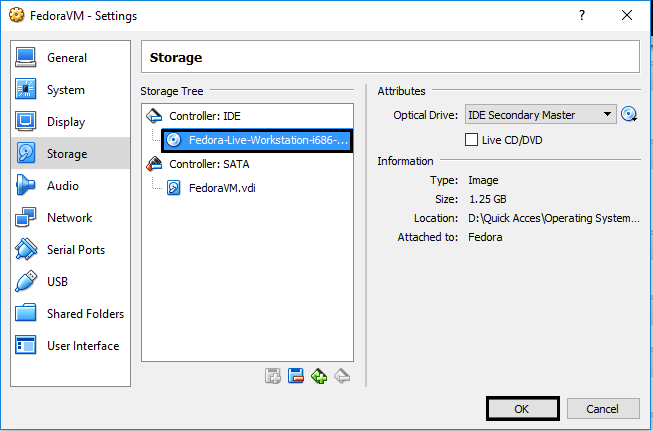 FedoraVM - Settings
General
System
Display
Storage
Audio
Network
Serial Ports
USB
Shared Folders
User Interface
Storage
Storage Tree
Controller: IDE
Fedora-Live-Workstation-i686-...
Controller: SATA
FedoraVM.vdi
Attributes
Optical Drive: IDE Secondary Master
Live CD/DVD
Information
Type: Image
Size: 1.25 GB
Location: D:\Quick Acces\Operating System...
Attached to: Fedora
OK Cancel